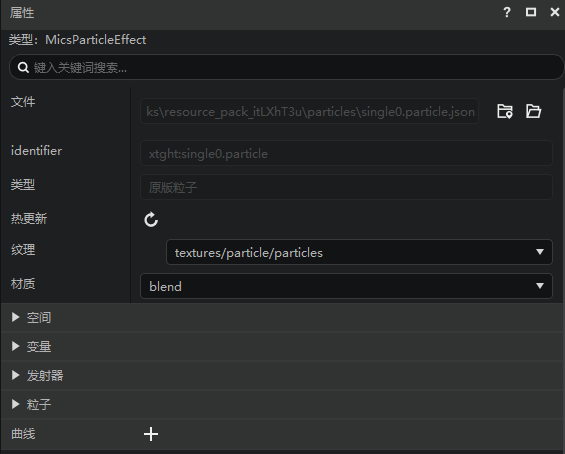 属性
?
类型：MicsParticleEffect
键入关键词搜索...
文件
ks\resource_pack_itLXhT3u\particles\single0.particle.json
identifier
xtght:single0.particle
类型
原版粒子
热更新
纹理
textures/particle/particles
材质
blend
空间
变量
发射器
粒子
曲线